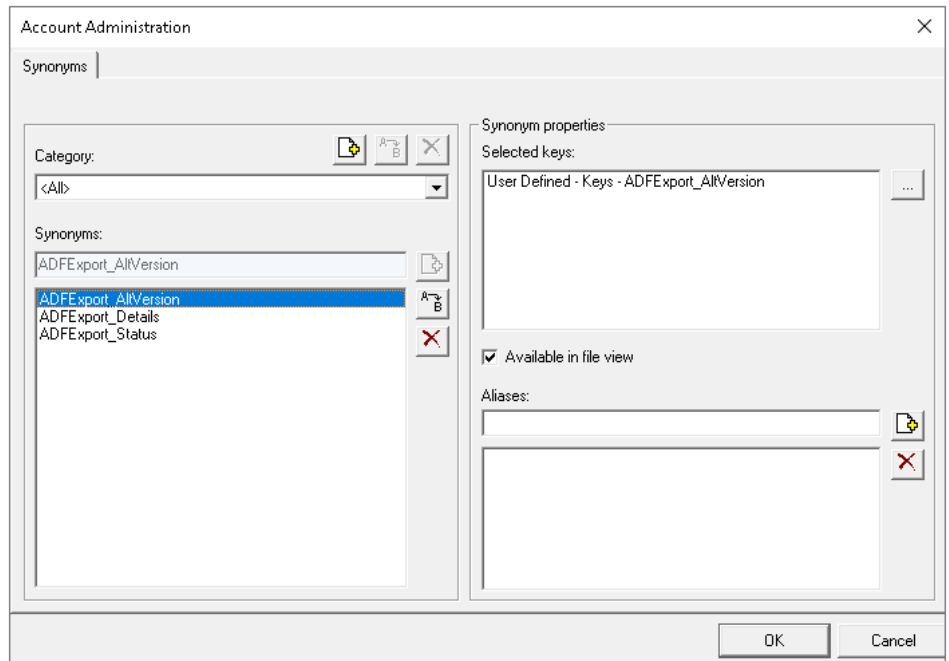 Account Administration
Synonyms
Category:
A B
<All>
Synonyms:
ADFExport_AltVersion
A B
ADFExport_AltVersion
ADFExport_Details
ADFExport_Status
Synonym properties
Selected keys:
User Defined - Keys - ADFExport_AltVersion
...
Available in file view
Aliases:
OK
Cancel